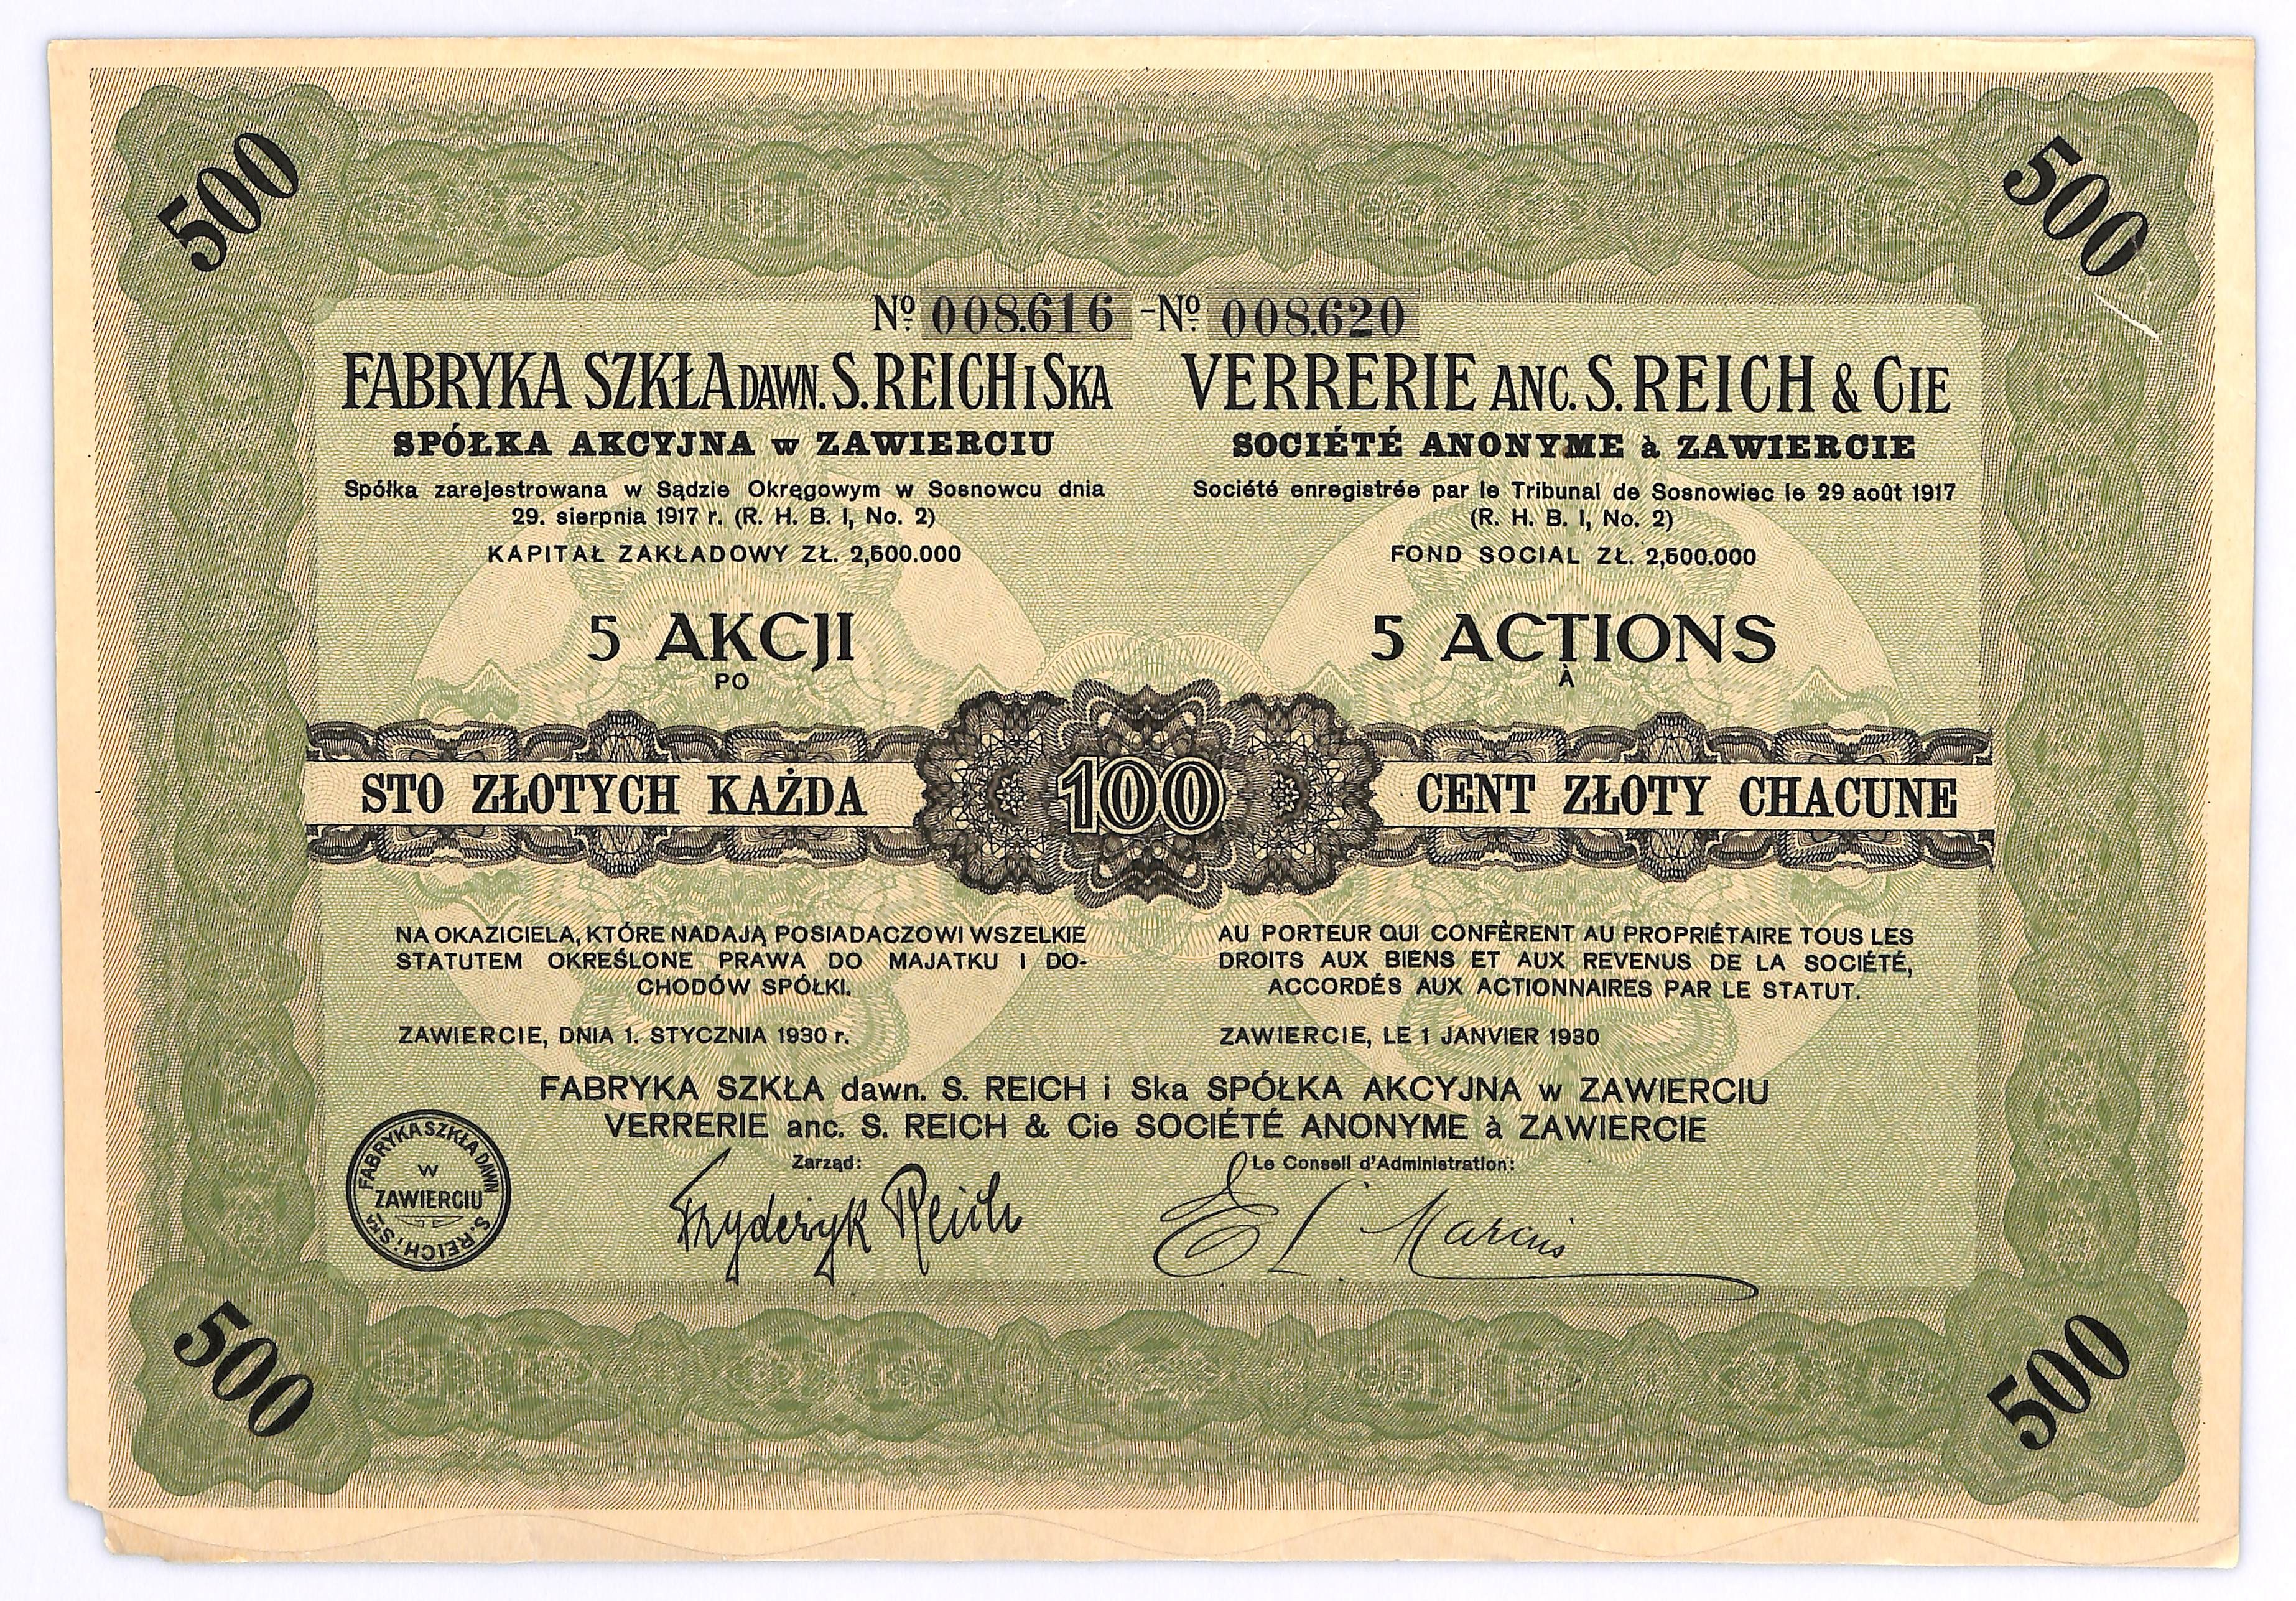 500
500
Nº 008.616 - Nº 008.620
FABRYKA SZKŁA DAWN. S. REICH I SKA
SPÓŁKA AKCYJNA w ZAWIERCIU
Spółka zarejestrowana w Sądzie Okręgowym w Sosnowcu dnia
29. sierpnia 1917 r. (R. H. B. I, No. 2)
KAPITAŁ ZAKŁADOWY ZŁ. 2,500.000
5 AKCJI
PO
STO ZŁOTYCH KAŻDA
VERRERIE ANC. S. REICH & CIE
SOCIÉTÉ ANONYME à ZAWIERCIE
Société enregistrée par le Tribunal de Sosnowiec le 29 août 1917
(R. H. B. I, No. 2)
FOND SOCIAL ZŁ. 2,500.000
5 ACTIONS
À
CENT ZŁOTY CHACUNE
100
NA OKAZICIELA, KTÓRE NADAJĄ POSIADACZOWI WSZELKIE
STATUTEM OKREŚLONE PRAWA DO MAJATKU I DO-
CHODÓW SPÓŁKI.
ZAWIERCIE, DNIA 1. STYCZNIA 1930 r.
AU PORTEUR QUI CONFÈRENT AU PROPRIÉTAIRE TOUS LES
DROITS AUX BIENS ET AUX REVENUS DE LA SOCIÉTÉ,
ACCORDÉS AUX ACTIONNAIRES PAR LE STATUT.
ZAWIERCIE, LE 1 JANVIER 1930
FABRYKA SZKŁA dawn. S. REICH i Ska SPÓŁKA AKCYJNA w ZAWIERCIU
VERRERIE anc. S. REICH & Cie SOCIÉTÉ ANONYME à ZAWIERCIE
Zarząd:
Le Conseil d'Administration:
Fryderyk Reich
E L Marcus
FABRYKA SZKŁA DAWN S. REICH i SKA
W
ZAWIERCIU
500
500